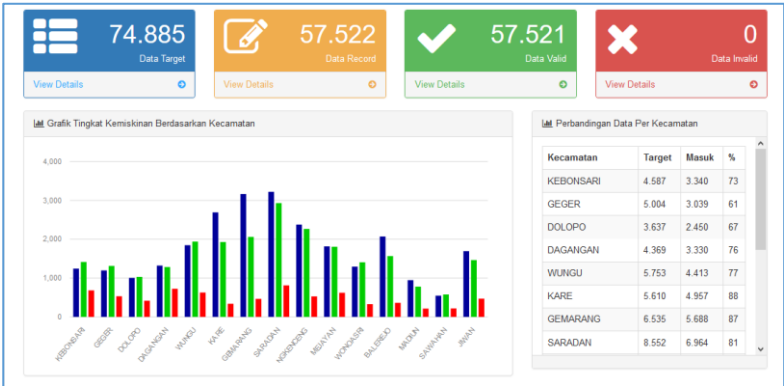 74.885
Data Target
View Details
57.522
Data Record
View Details
57.521
Data Valid
View Details
0
Data Invalid
View Details
Grafik Tingkat Kemiskinan Berdasarkan Kecamatan
4,000
3,000
2,000
1,000
0
KEBONSARI GEGER DOLOPO DAGANGAN WUNGU KARE GEMARANG SARADAN MEJAYAN WONOASRI BALEREJO MADIUN SAWAHAN JIWAN
Perbandingan Data Per Kecamatan
Kecamatan Target Masuk %
KEBONSARI 4.587 3.340 73
GEGER 5.004 3.039 61
DOLOPO 3.637 2.450 67
DAGANGAN 4.369 3.330 76
WUNGU 5.753 4.413 77
KARE 5.610 4.957 88
GEMARANG 6.535 5.688 87
SARADAN 8.552 6.964 81